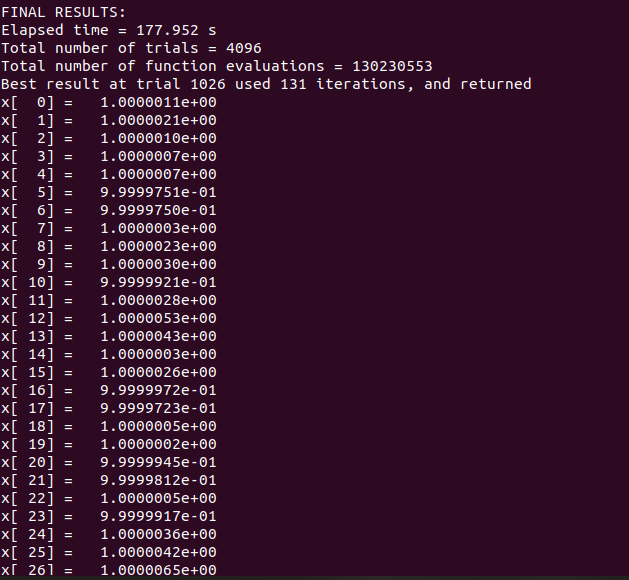 FINAL RESULTS:
Elapsed time = 177.952 s
Total number of trials = 4096
Total number of function evaluations = 130230553
Best result at trial 1026 used 131 iterations, and returned
x[  0] =   1.0000011e+00
x[  1] =   1.0000021e+00
x[  2] =   1.0000010e+00
x[  3] =   1.0000007e+00
x[  4] =   1.0000007e+00
x[  5] =   9.9999751e-01
x[  6] =   9.9999750e-01
x[  7] =   1.0000003e+00
x[  8] =   1.0000023e+00
x[  9] =   1.0000030e+00
x[ 10] =   9.9999921e-01
x[ 11] =   1.0000028e+00
x[ 12] =   1.0000053e+00
x[ 13] =   1.0000043e+00
x[ 14] =   1.0000003e+00
x[ 15] =   1.0000026e+00
x[ 16] =   9.9999972e-01
x[ 17] =   9.9999723e-01
x[ 18] =   1.0000005e+00
x[ 19] =   1.0000002e+00
x[ 20] =   9.9999945e-01
x[ 21] =   9.9999812e-01
x[ 22] =   1.0000005e+00
x[ 23] =   9.9999917e-01
x[ 24] =   1.0000036e+00
x[ 25] =   1.0000042e+00
x[ 26] =   1.0000065e+00